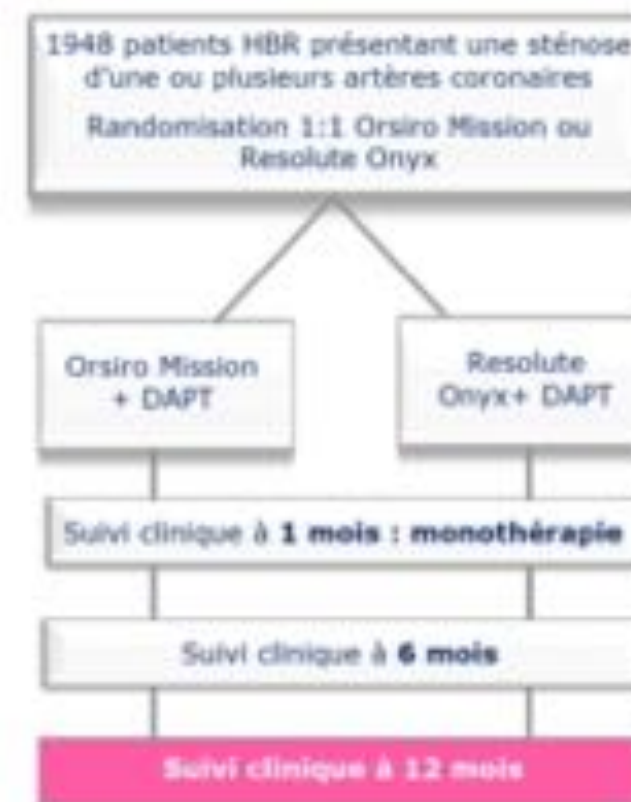 1948 patients HBR présentant une sténose
d'une ou plusieurs artères coronaires
Randomisation 1:1 Orsiro Mission ou
Resolute Onyx
Orsiro Mission
+ DAPT
Resolute
Onyx+ DAPT
Suivi clinique à 1 mois : monothérapie
Suivi clinique à 6 mois
Suivi clinique à 12 mois